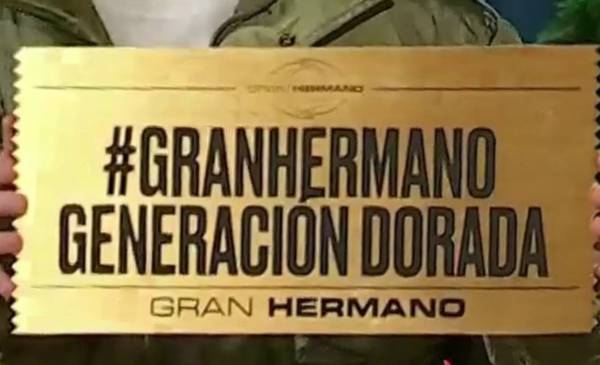 GRAN HERMANO
#GRANHERMANO
GENERACIÓN DORADA
GRAN HERMANO